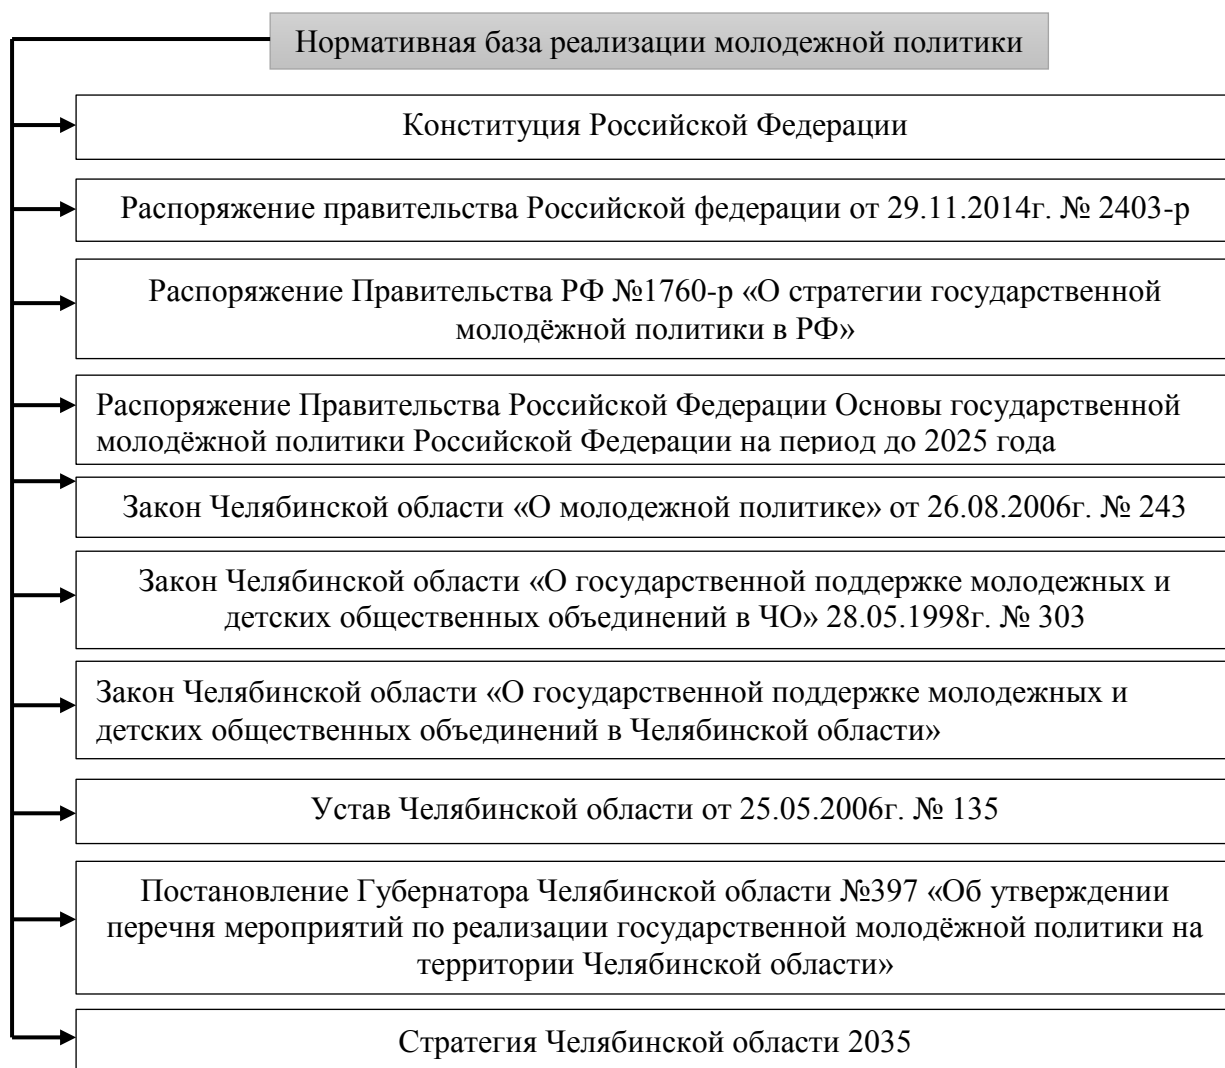 Нормативная база реализации молодежной политики
Конституция Российской Федерации
Распоряжение правительства Российской федерации от 29.11.2014г. № 2403-р
Распоряжение Правительства РФ №1760-р «О стратегии государственной
молодёжной политики в РФ»
Распоряжение Правительства Российской Федерации Основы государственной
молодёжной политики Российской Федерации на период до 2025 года
Закон Челябинской области «О молодежной политике» от 26.08.2006г. № 243
Закон Челябинской области «О государственной поддержке молодежных и
детских общественных объединений в ЧО» 28.05.1998г. № 303
Закон Челябинской области «О государственной поддержке молодежных и
детских общественных объединений в Челябинской области»
Устав Челябинской области от 25.05.2006г. № 135
Постановление Губернатора Челябинской области №397 «Об утверждении
перечня мероприятий по реализации государственной молодёжной политики на
территории Челябинской области»
Стратегия Челябинской области 2035